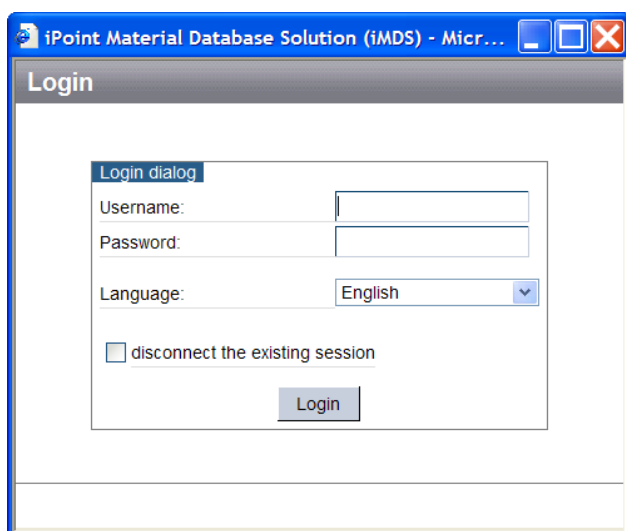 iPoint Material Database Solution (iMDS) - Micr...
Login
Login dialog
Username:
Password:
Language: English
disconnect the existing session
Login